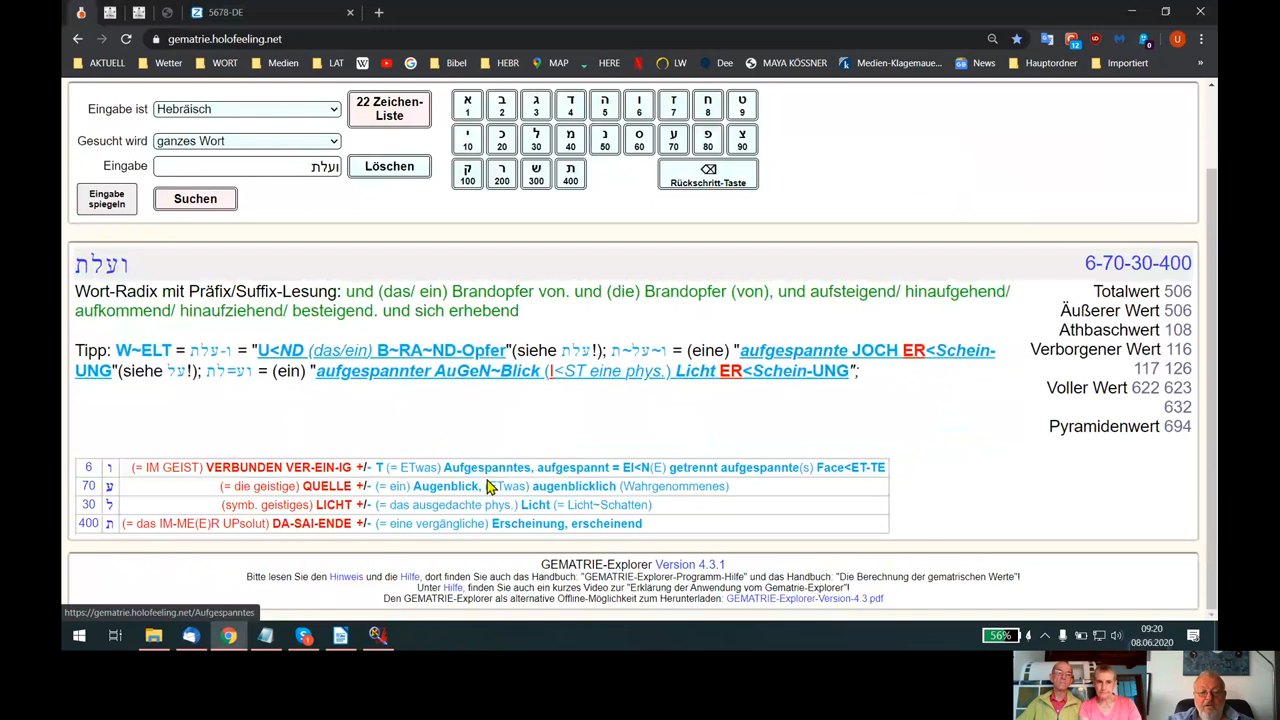 5678-DE
gematrie.holofeeling.net
12
0
U
AKTUELL Wetter WORT Medien LAT Bibel HEBR MAP HERE LW Dee MAYA KÖSSNER Medien-Klagemaue... News Hauptordner Importiert »
Eingabe ist Hebräisch
22 Zeichen-Liste
Gesucht wird ganzes Wort
Eingabe ועלת Löschen
Eingabe spiegeln Suchen
א ב ג ד ה ו ז ח ט
1 2 3 4 5 6 7 8 9
י כ ל מ נ ס ע פ צ
10 20 30 40 50 60 70 80 90
ק ר ש ת
100 200 300 400 Rückschritt-Taste
ועלת 6-70-30-400
Wort-Radix mit Präfix/Suffix-Lesung: und (das/ ein) Brandopfer von. und (die) Brandopfer (von), und aufsteigend/ hinaufgehend/
aufkommend/ hinaufziehend/ besteigend. und sich erhebend
Totalwert 506
Äußerer Wert 506
Athbaschwert 108
Verborgener Wert 116
117 126
Voller Wert 622 623
632
Pyramidenwert 694
Tipp: W~ELT = ו-עלת = "U<ND (das/ein) B~RA~ND-Opfer"(siehe עלת!); ו~על~ת = (eine) "aufgespannte JOCH ER<Schein-
UNG"(siehe על!); וע=לת = (ein) "aufgespannter AuGeN~Blick (I<ST eine phys.) Licht ER<Schein-UNG";
6 ו (= IM GEIST) VERBUNDEN VER-EIN-IG +/- T (= ETwas) Aufgespanntes, aufgespannt = EI<N(E) getrennt aufgespannte(s) Face<ET-TE
70 ע (= die geistige) QUELLE +/- (= ein) Augenblick, Twas) augenblicklich (Wahrgenommenes)
30 ל (symb. geistiges) LICHT +/- (= das ausgedachte phys.) Licht (= Licht~Schatten)
400 ת (= das IM-ME(E)R UPsolut) DA-SAI-ENDE +/- (= eine vergängliche) Erscheinung, erscheinend
GEMATRIE-Explorer Version 4.3.1
Bitte lesen Sie den Hinweis und die Hilfe, dort finden Sie auch das Handbuch: "GEMATRIE-Explorer-Programm-Hilfe" und das Handbuch: "Die Berechnung der gematrischen Werte"!
Unter Hilfe, finden Sie auch ein kurzes Video zur "Erklärung der Anwendung vom Gematrie-Explorer"!
Den GEMATRIE-Explorer als alternative Offline-Möglichkeit zum Herunterladen: GEMATRIE-Explorer-Version-4.3.pdf
https://gematrie.holofeeling.net/Aufgespanntes
56%
09:20
08.06.2020